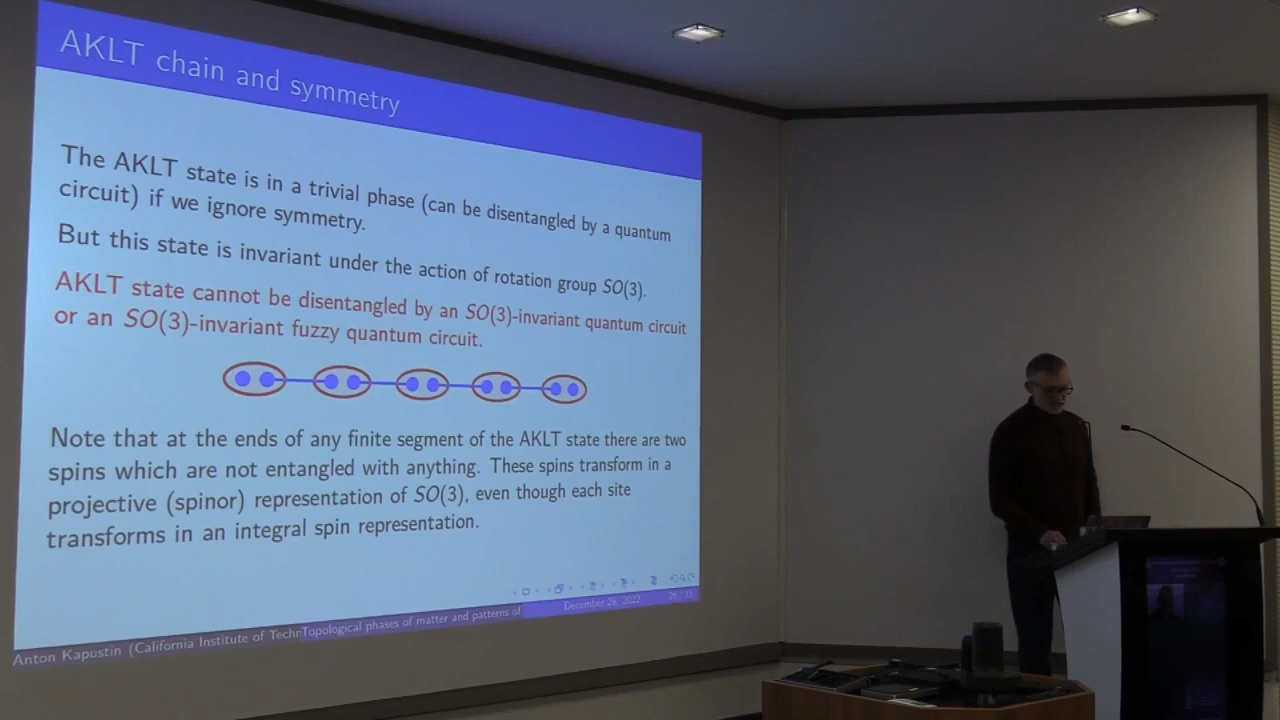 AKLT chain and symmetry
The AKLT state is in a trivial phase (can be disentangled by a quantum
circuit) if we ignore symmetry.
But this state is invariant under the action of rotation group SO(3).
AKLT state cannot be disentangled by an SO(3)-invariant quantum circuit
or an SO(3)-invariant fuzzy quantum circuit.
Note that at the ends of any finite segment of the AKLT state there are two
spins which are not entangled with anything. These spins transform in a
projective (spinor) representation of SO(3), even though each site
transforms in an integral spin representation.
Anton Kapustin (California Institute of Techn Topological phases of matter and patterns of December 2022